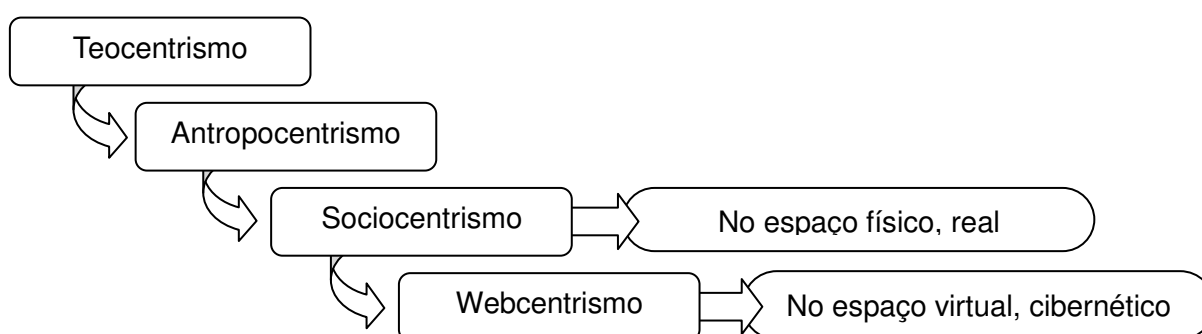 Teocentrismo
Antropocentrismo
Sociocentrismo
No espaço físico, real
Webcentrismo
No espaço virtual, cibernético